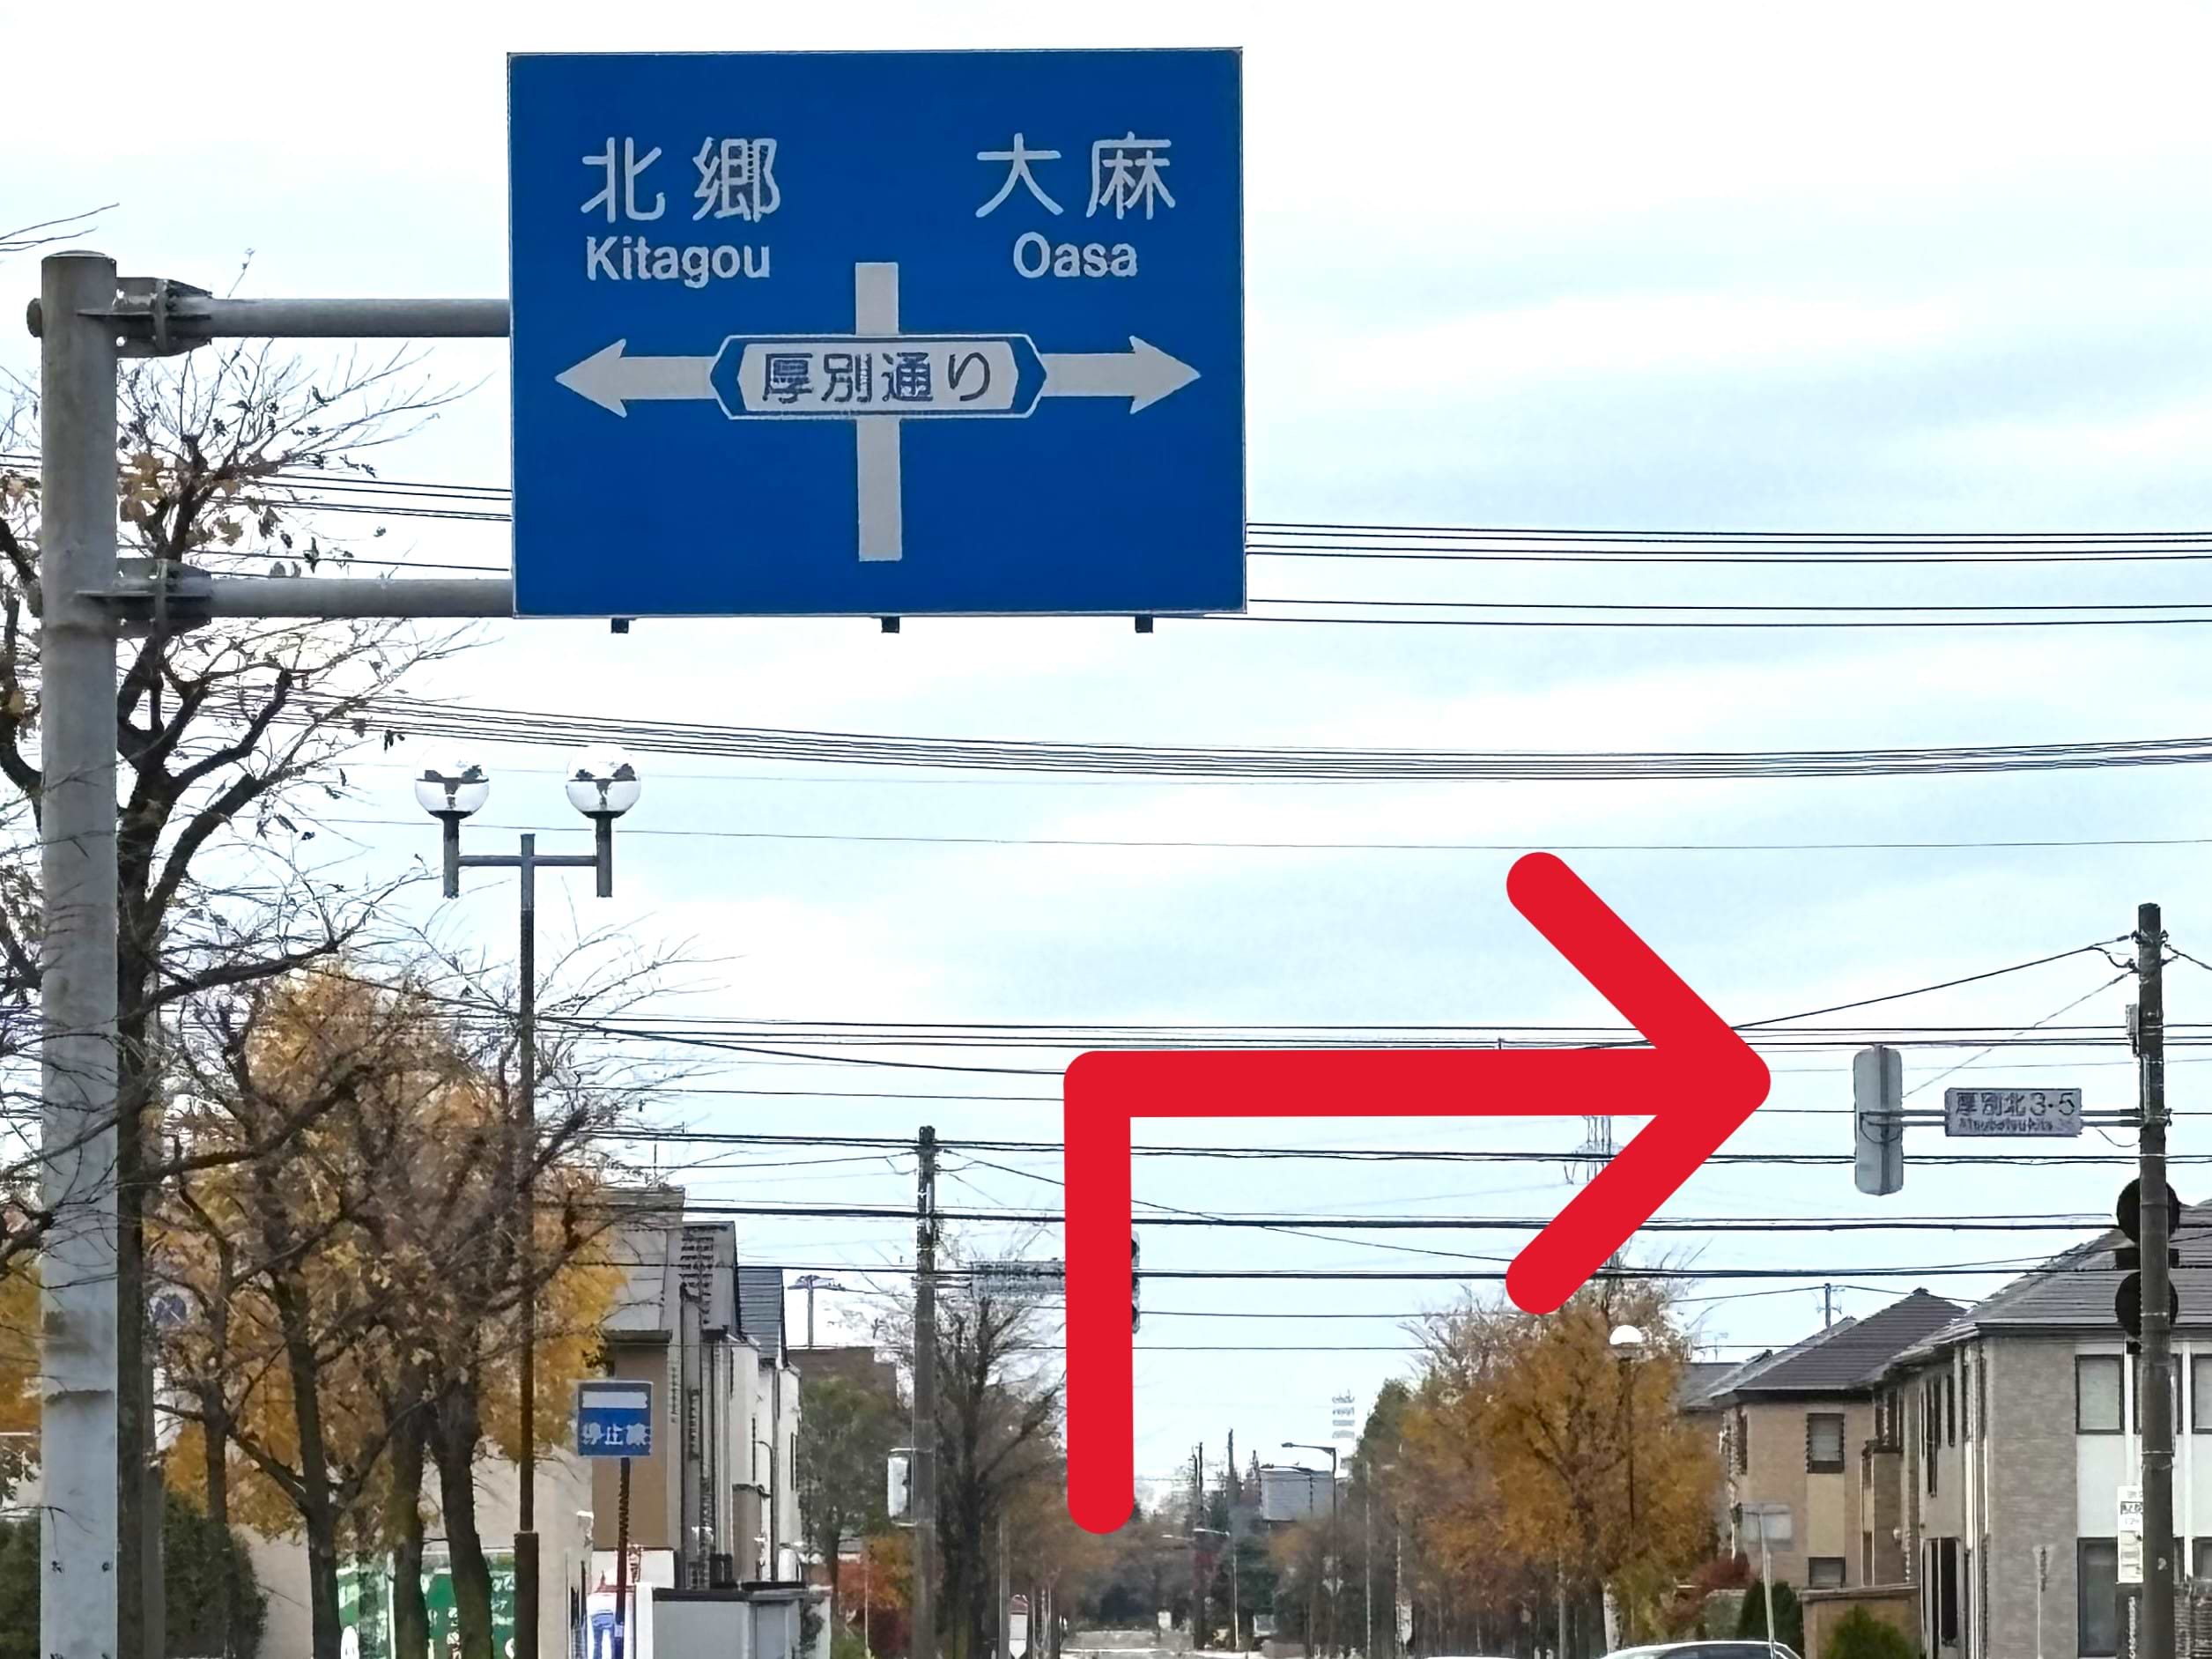 北郷
Kitagou
大麻
Oasa
厚別通り
厚別北3・5
停止線